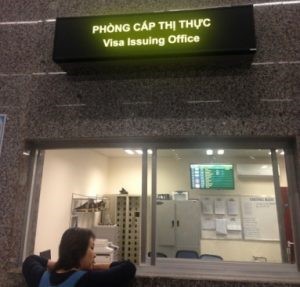 PHÒNG CẤP THỊ THỰC
Visa Issuing Office